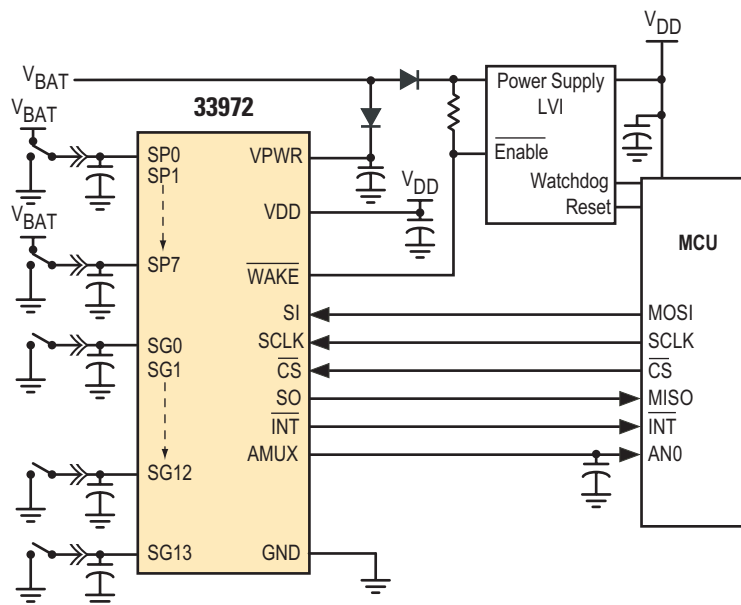 VDD
VBAT
33972
Power Supply
LVI
VBAT
SP0
SP1
VPWR
Enable
VDD
VDD
Watchdog
Reset
VBAT
MCU
SP7
WAKE
SI
MOSI
SG0
SCLK
SCLK
SG1
CS
CS
SO
MISO
INT
INT
AMUX
AN0
SG12
SG13
GND